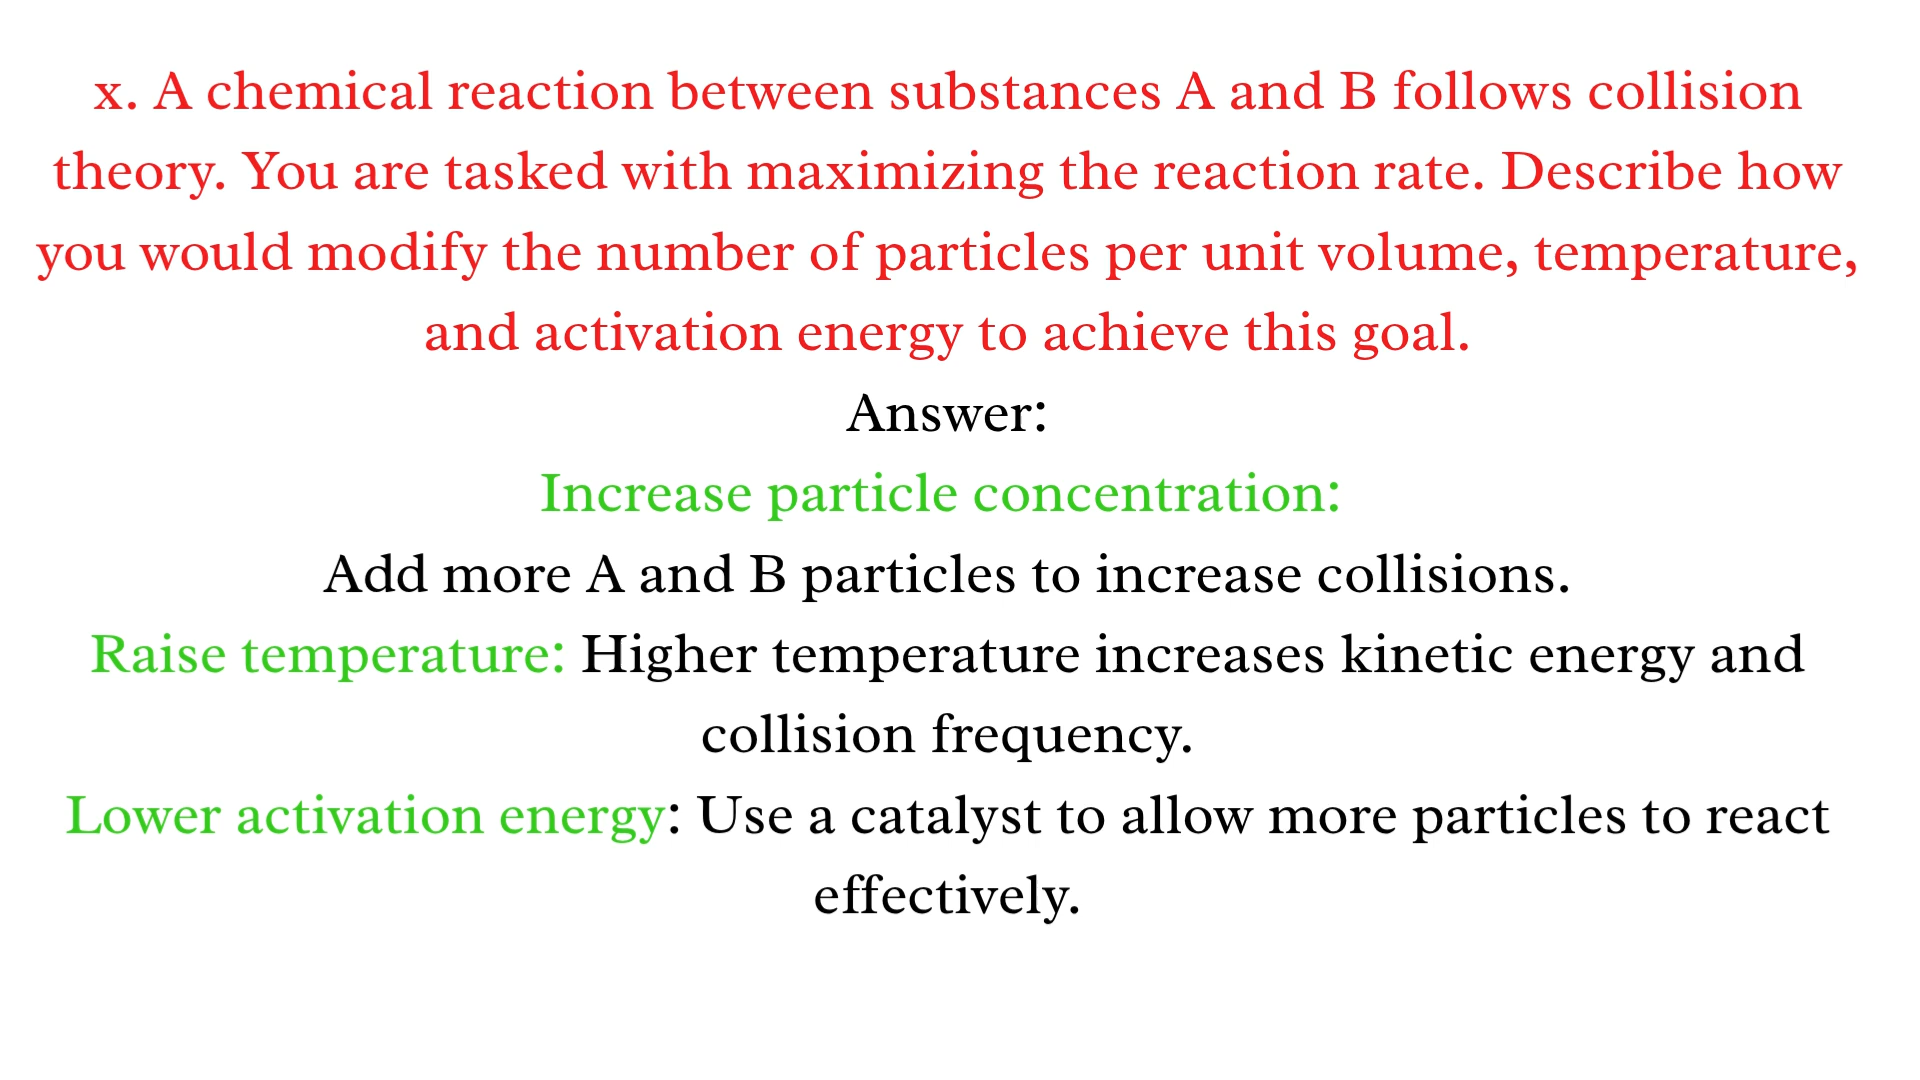 x. A chemical reaction between substances A and B follows collision
theory. You are tasked with maximizing the reaction rate. Describe how
you would modify the number of particles per unit volume, temperature,
and activation energy to achieve this goal.
Answer:
Increase particle concentration:
Add more A and B particles to increase collisions.
Raise temperature: Higher temperature increases kinetic energy and
collision frequency.
Lower activation energy: Use a catalyst to allow more particles to react
effectively.